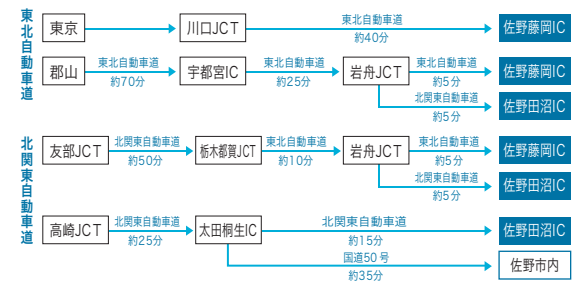 東北自動車道
東京
川口JCT
東北自動車道
約40分
佐野藤岡IC
郡山
東北自動車道
約70分
宇都宮IC
東北自動車道
約25分
岩舟JCT
東北自動車道
約5分
佐野藤岡IC
北関東自動車道
約5分
佐野田沼IC
北関東自動車道
友部JCT
北関東自動車道
約50分
栃木都賀JCT
東北自動車道
約10分
岩舟JCT
東北自動車道
約5分
佐野藤岡IC
北関東自動車道
約5分
佐野田沼IC
高崎JCT
北関東自動車道
約25分
太田桐生IC
北関東自動車道
約15分
佐野田沼IC
国道50号
約35分
佐野市内